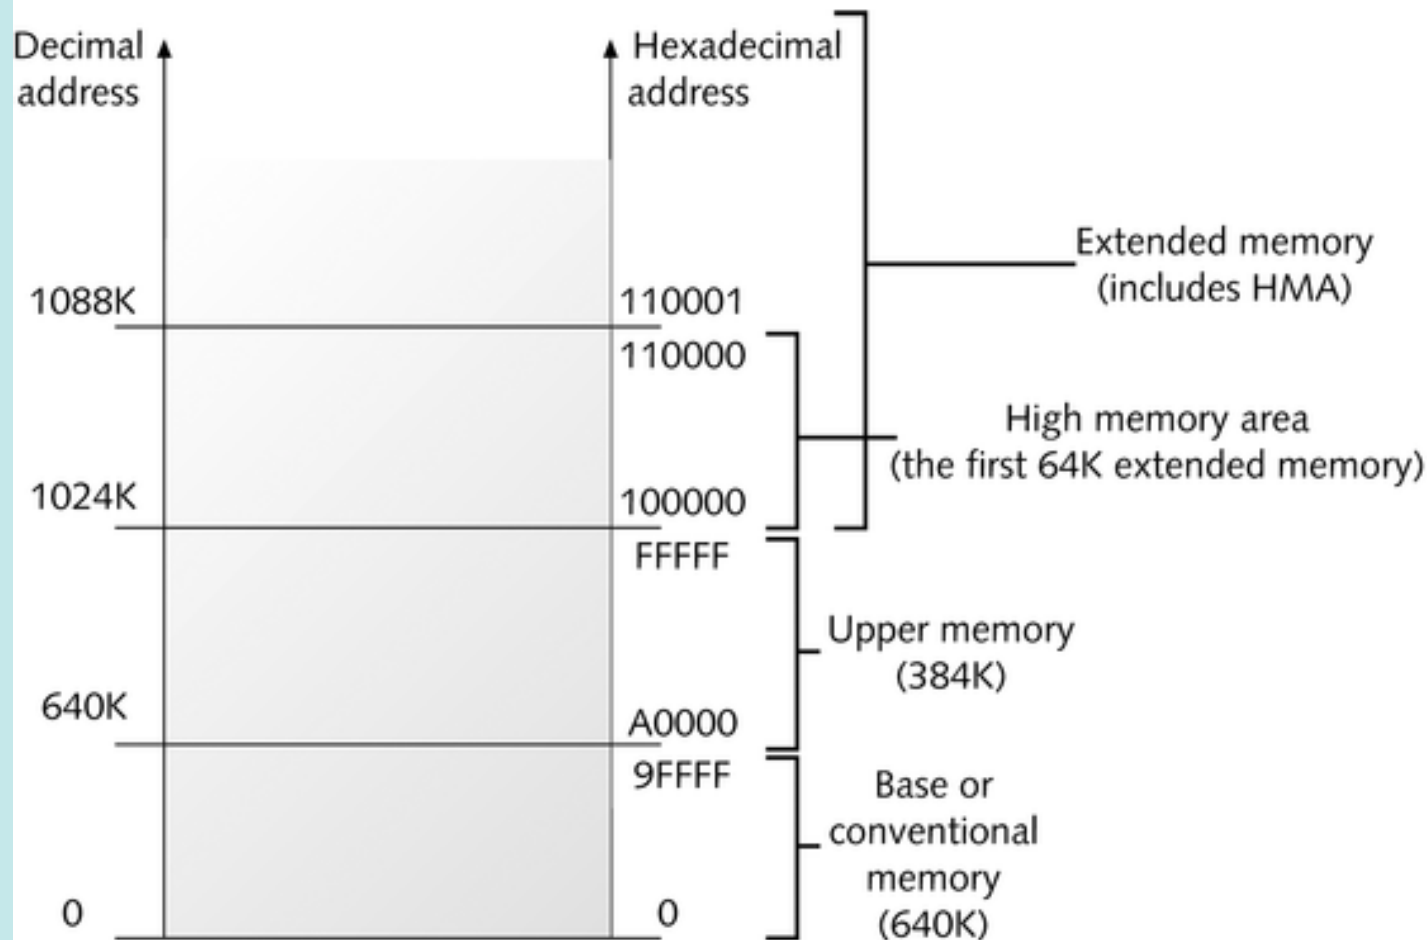 Decimal
address
Hexadecimal
address
1088K
110001
110000
Extended memory
(includes HMA)
High memory area
(the first 64K extended memory)
1024K
100000
FFFFF
Upper memory
(384K)
640K
A0000
9FFFF
Base or
conventional
memory
(640K)
0
0